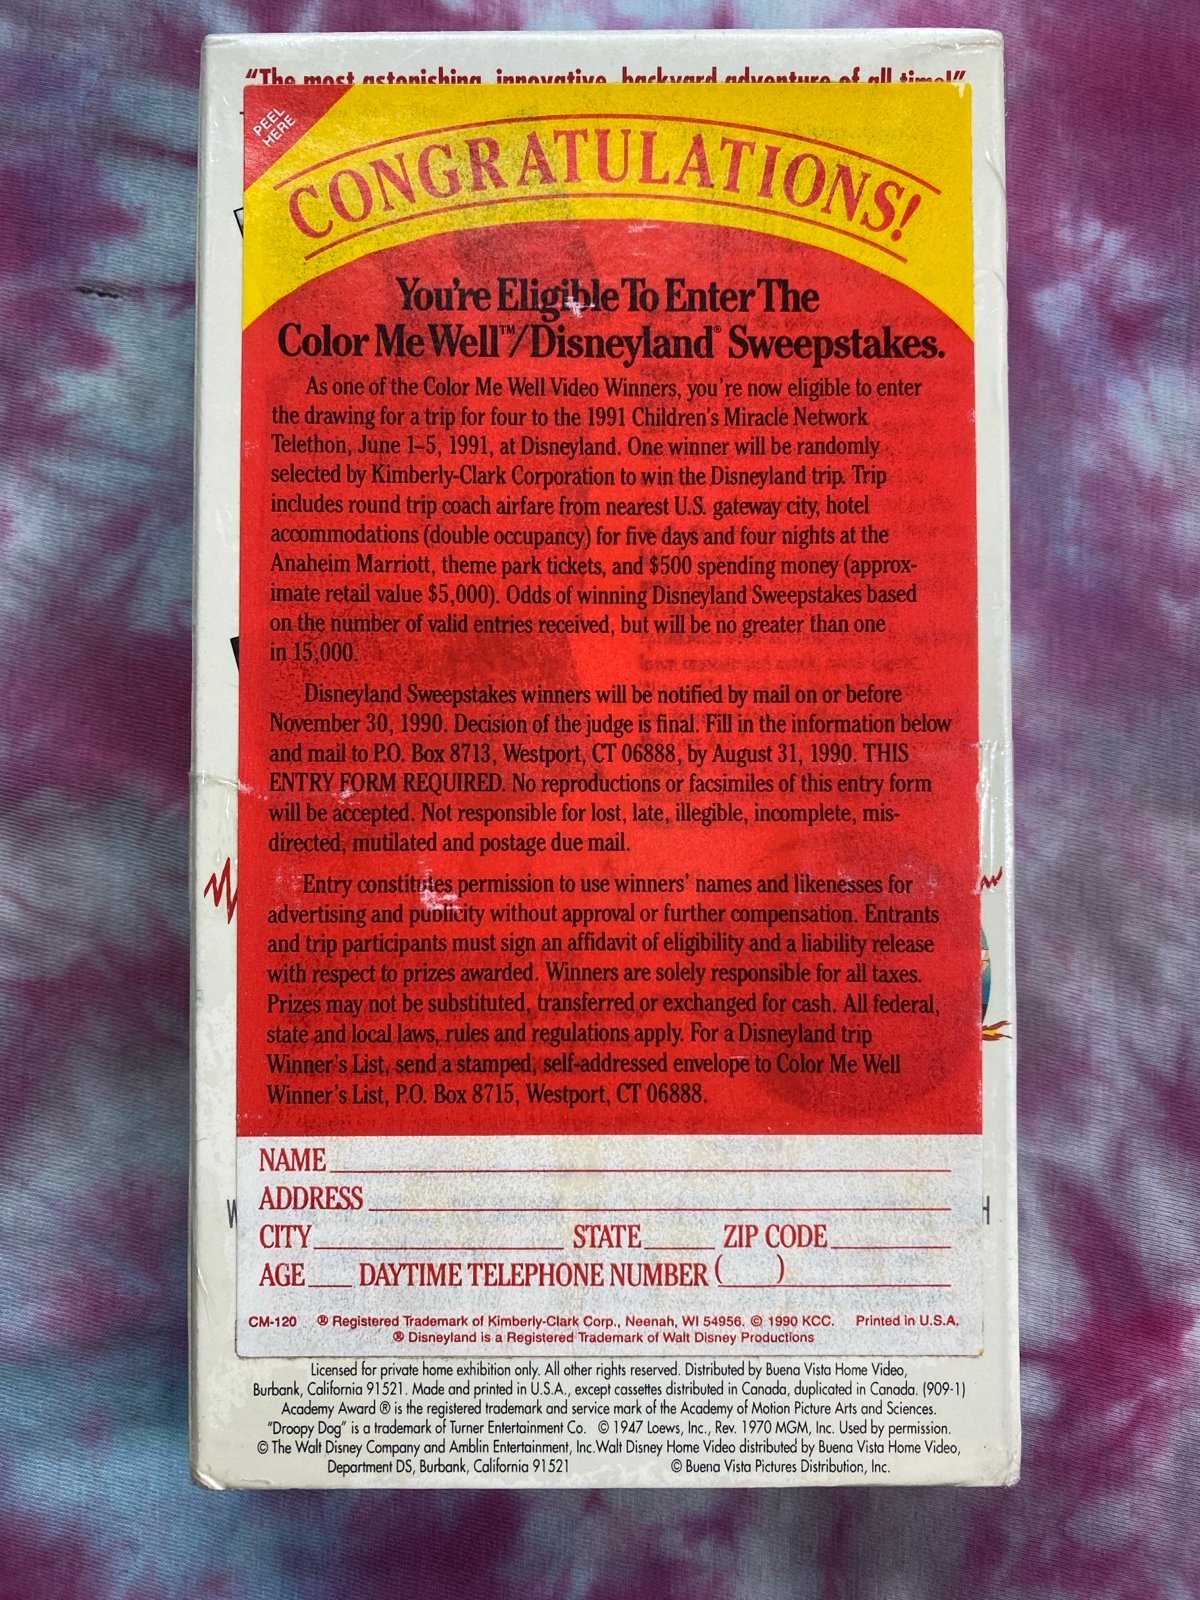 "The most astonishing, innovative, backyard adventure of all time!"
PEEL
HERE
CONGRATULATIONS!
You're Eligible To Enter The
Color Me Well™/Disneyland® Sweepstakes.
As one of the Color Me Well Video Winners, you're now eligible to enter
the drawing for a trip for four to the 1991 Children's Miracle Network
Telethon, June 1–5, 1991, at Disneyland. One winner will be randomly
selected by Kimberly-Clark Corporation to win the Disneyland trip. Trip
includes round trip coach airfare from nearest U.S. gateway city, hotel
accommodations (double occupancy) for five days and four nights at the
Anaheim Marriott, theme park tickets, and $500 spending money (approx-
imate retail value $5,000). Odds of winning Disneyland Sweepstakes based
on the number of valid entries received, but will be no greater than one
in 15,000.
Disneyland Sweepstakes winners will be notified by mail on or before
November 30, 1990. Decision of the judge is final. Fill in the information below
and mail to P.O. Box 8713, Westport, CT 06888, by August 31, 1990. THIS
ENTRY FORM REQUIRED. No reproductions or facsimiles of this entry form
will be accepted. Not responsible for lost, late, illegible, incomplete, mis-
directed, mutilated and postage due mail.
Entry constitutes permission to use winners' names and likenesses for
advertising and publicity without approval or further compensation. Entrants
and trip participants must sign an affidavit of eligibility and a liability release
with respect to prizes awarded. Winners are solely responsible for all taxes.
Prizes may not be substituted, transferred or exchanged for cash. All federal,
state and local laws, rules and regulations apply. For a Disneyland trip
Winner's List, send a stamped, self-addressed envelope to Color Me Well
Winner's List, P.O. Box 8715, Westport, CT 06888.
NAME
ADDRESS
CITY STATE ZIP CODE
AGE DAYTIME TELEPHONE NUMBER ( )
CM-120 ® Registered Trademark of Kimberly-Clark Corp., Neenah, WI 54956. © 1990 KCC. Printed in U.S.A.
® Disneyland is a Registered Trademark of Walt Disney Productions
Licensed for private home exhibition only. All other rights reserved. Distributed by Buena Vista Home Video,
Burbank, California 91521. Made and printed in U.S.A., except cassettes distributed in Canada, duplicated in Canada. (909-1)
Academy Award ® is the registered trademark and service mark of the Academy of Motion Picture Arts and Sciences.
"Droopy Dog" is a trademark of Turner Entertainment Co. © 1947 Loews, Inc., Rev. 1970 MGM, Inc. Used by permission.
© The Walt Disney Company and Amblin Entertainment, Inc. Walt Disney Home Video distributed by Buena Vista Home Video,
Department DS, Burbank, California 91521 © Buena Vista Pictures Distribution, Inc.